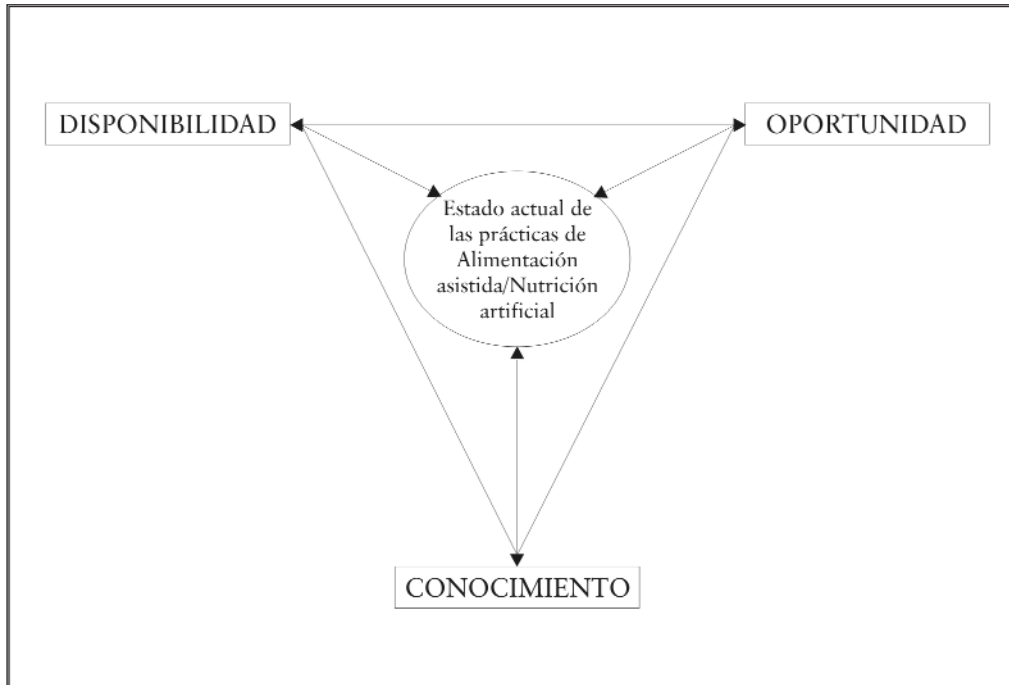 DISPONIBILIDAD
OPORTUNIDAD
Estado actual de
las prácticas de
Alimentación
asistida/Nutrición
artificial
CONOCIMIENTO